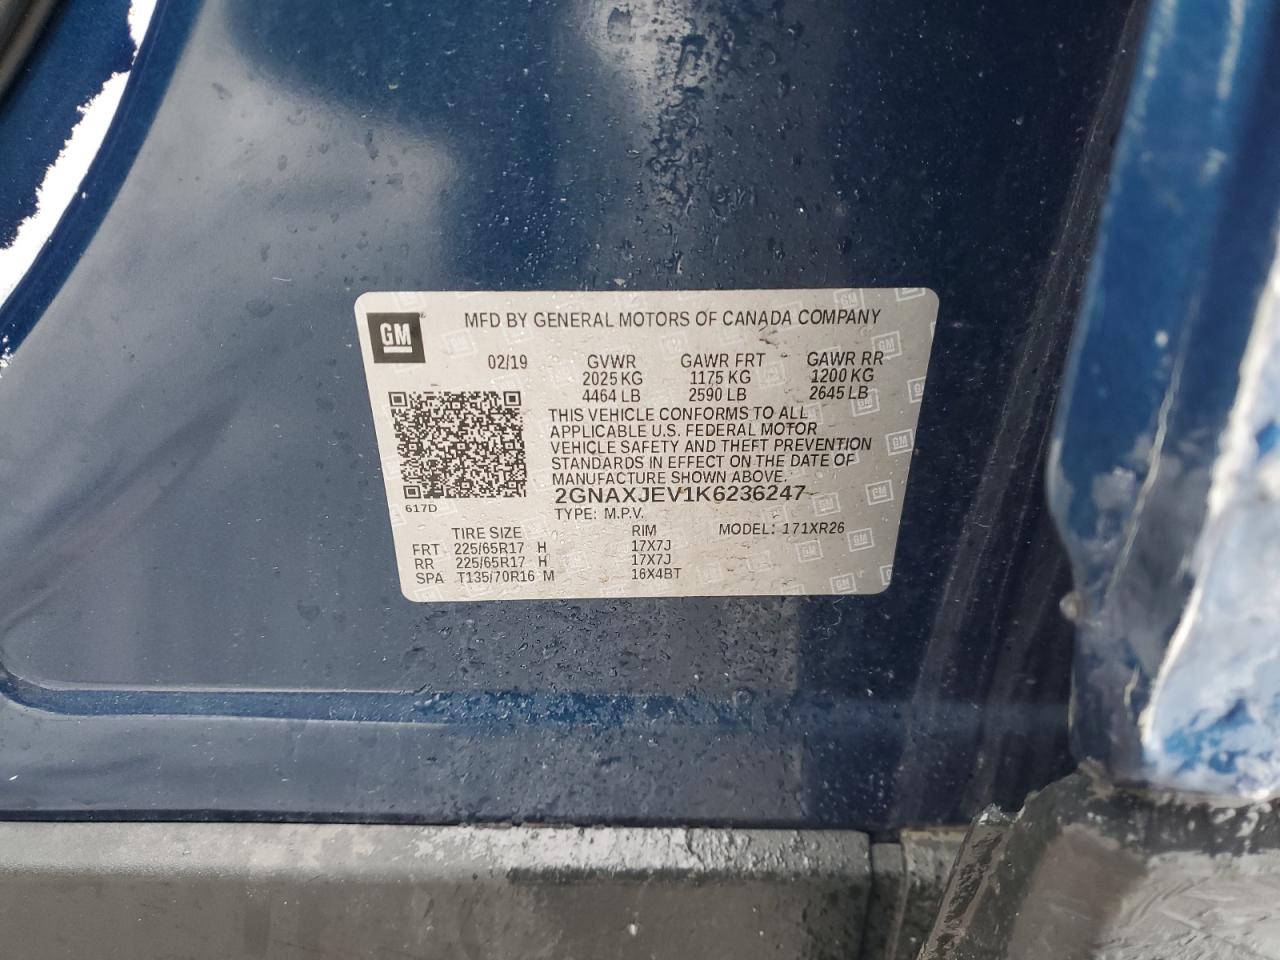 GM
MFD BY GENERAL MOTORS OF CANADA COMPANY
02/19 GVWR GAWR FRT GAWR RR
2025 KG 1175 KG 1200 KG
4464 LB 2590 LB 2645 LB
THIS VEHICLE CONFORMS TO ALL
APPLICABLE U.S. FEDERAL MOTOR
VEHICLE SAFETY AND THEFT PREVENTION
STANDARDS IN EFFECT ON THE DATE OF
MANUFACTURE SHOWN ABOVE.
2GNAXJEV1K6236247
617D
TYPE: M.P.V.
TIRE SIZE RIM MODEL: 171XR26
FRT 225/65R17 H 17X7J
RR 225/65R17 H 17X7J
SPA T135/70R16 M 16X4BT